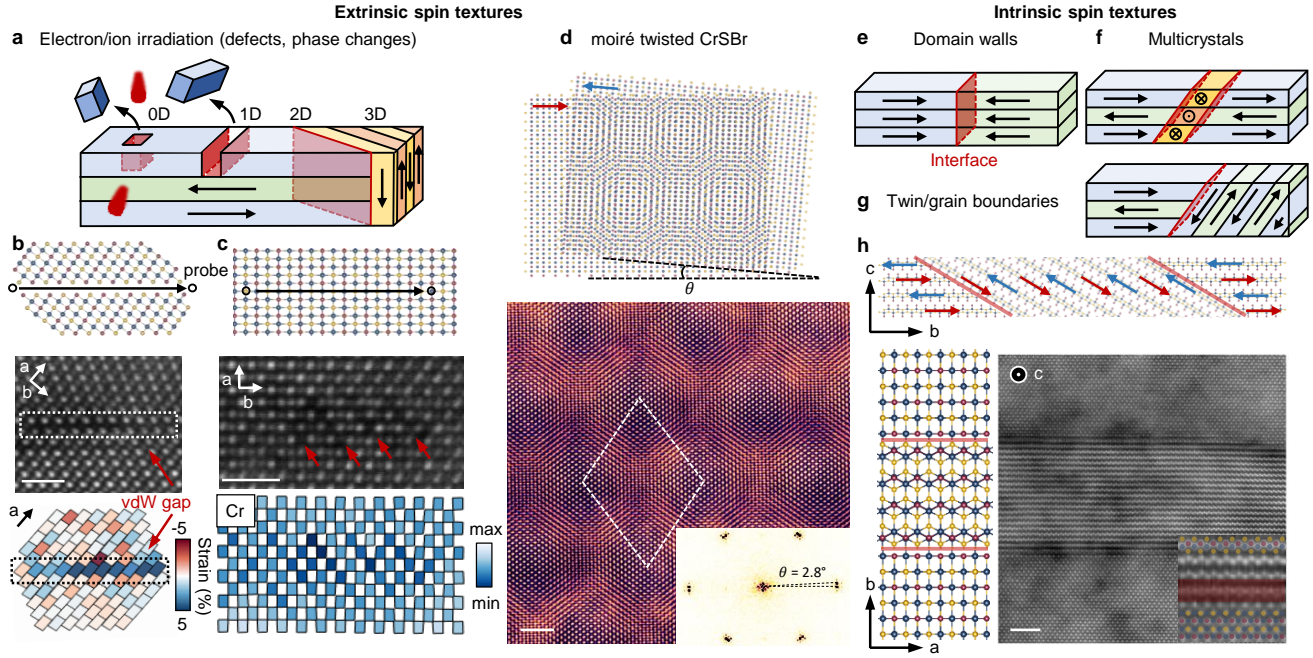 Extrinsic spin textures
Intrinsic spin textures
a Electron/ion irradiation (defects, phase changes)
0D
1D
2D
3D
b
probe
c
a
b
a
b
vdW gap
a
-5
Strain (%)
5
Cr
max
min
d moiré twisted CrSBr
θ
θ = 2.8°
e Domain walls
Interface
f Multicrystals
g Twin/grain boundaries
h
c
b
c
b
a